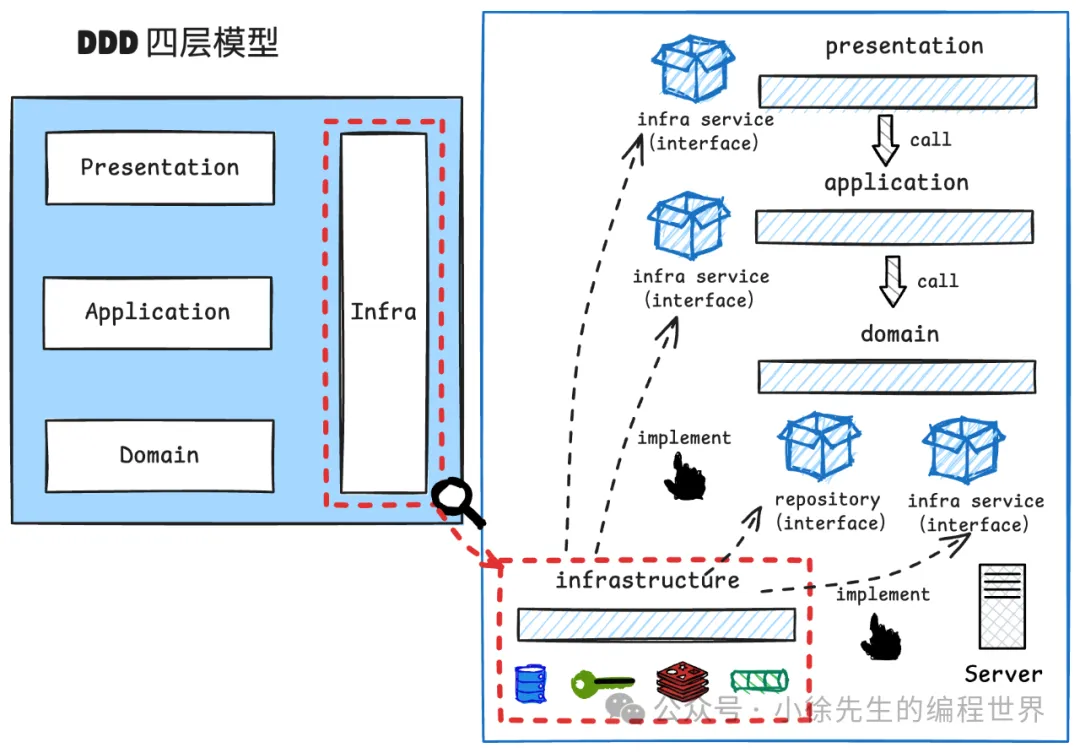 DDD 四层模型
Presentation
Application
Domain
Infra
presentation
infra service
(interface)
call
application
infra service
(interface)
call
domain
implement
repository
(interface)
infra service
(interface)
infrastructure
implement
Server
公众号 · 小徐先生的编程世界